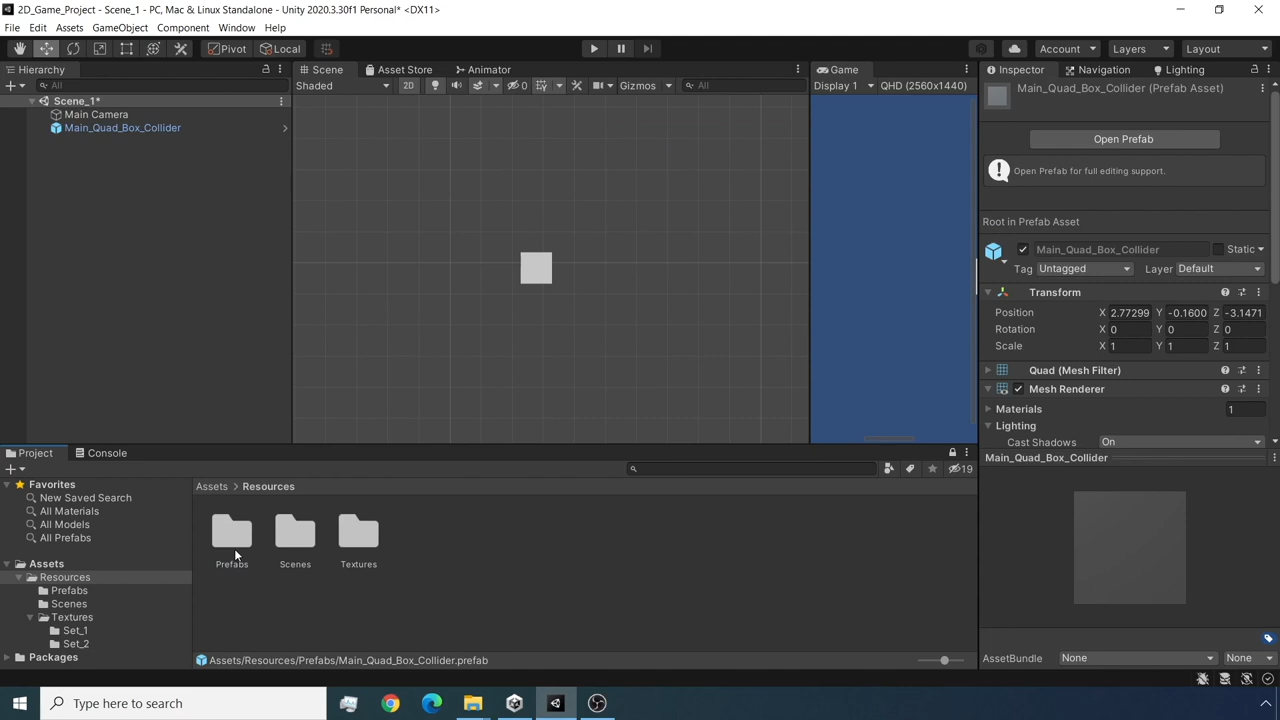 2D_Game_Project - Scene_1 - PC, Mac & Linux Standalone - Unity 2020.3.30f1 Personal* <DX11>
File Edit Assets GameObject Component Window Help
Pivot Local Account Layers Layout
Hierarchy
All
Scene_1*
Main Camera
Main_Quad_Box_Collider
Scene Asset Store Animator
Shaded 2D 0 Gizmos All
Game
Display 1 QHD (2560x1440)
Inspector Navigation Lighting
Main_Quad_Box_Collider (Prefab Asset)
Open Prefab
Open Prefab for full editing support.
Root in Prefab Asset
Main_Quad_Box_Collider Static
Tag Untagged Layer Default
Transform
Position X 2.77299 Y -0.1600 Z -3.1471
Rotation X 0 Y 0 Z 0
Scale X 1 Y 1 Z 1
Quad (Mesh Filter)
Mesh Renderer
Materials 1
Lighting
Cast Shadows On
Main_Quad_Box_Collider
AssetBundle None None
Project Console
19
Favorites
New Saved Search
All Materials
All Models
All Prefabs
Assets
Resources
Prefabs
Scenes
Textures
Set_1
Set_2
Packages
Assets > Resources
Prefabs Scenes Textures
Assets/Resources/Prefabs/Main_Quad_Box_Collider.prefab
Type here to search